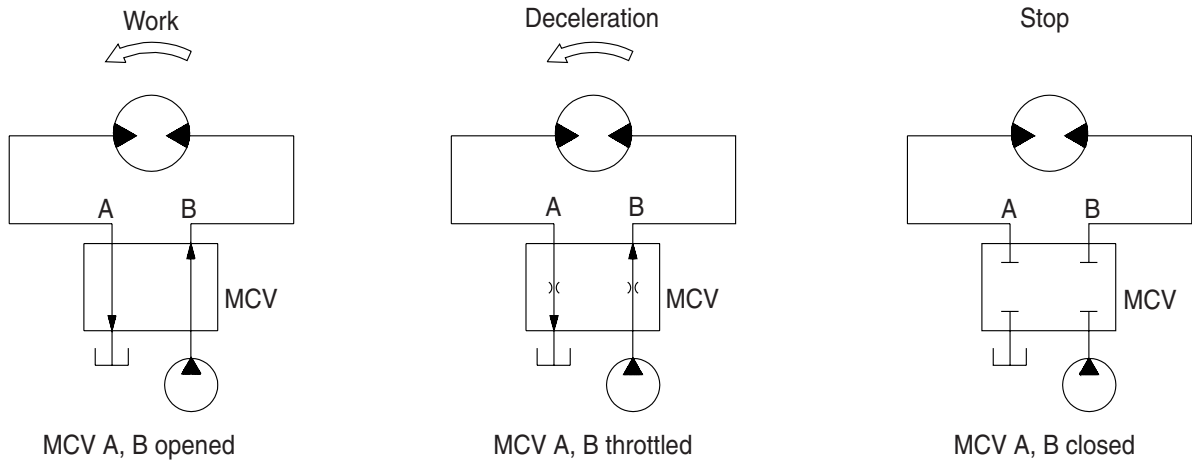 Work
Deceleration
Stop
A B
A B
A B
MCV
MCV
MCV
MCV A, B opened
MCV A, B throttled
MCV A, B closed